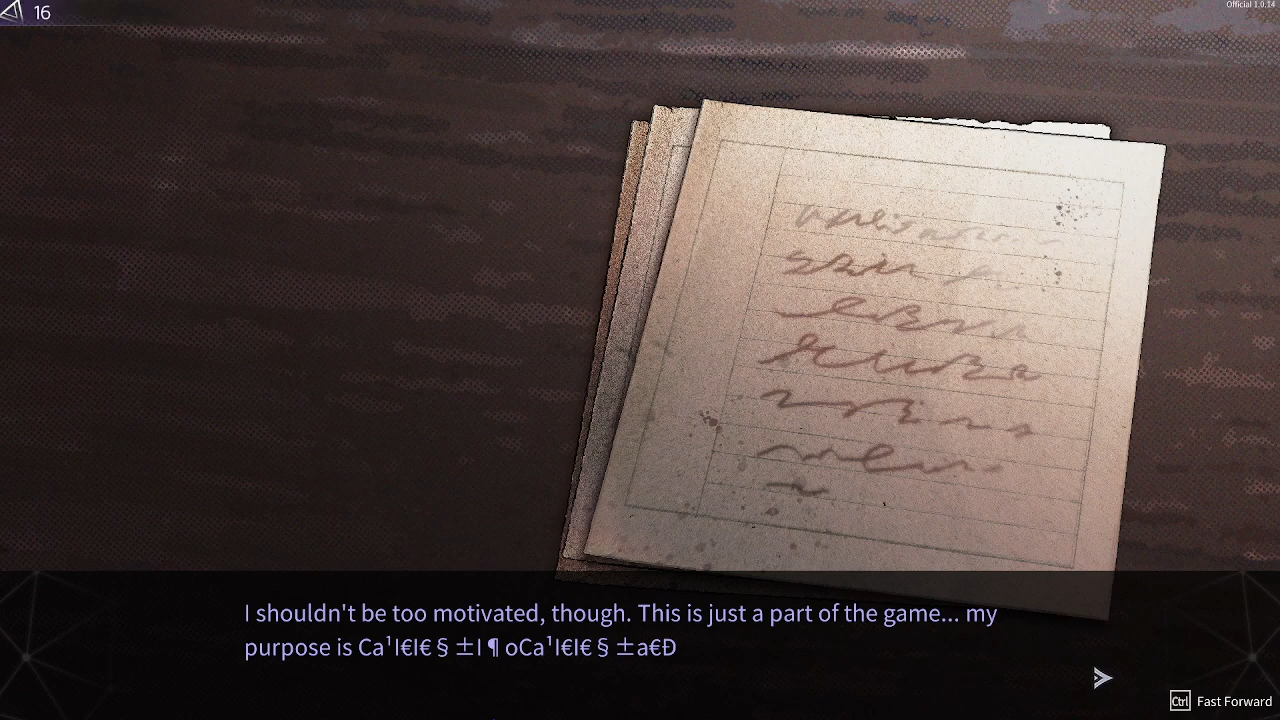 16
Official 1.0.14
I shouldn't be too motivated, though. This is just a part of the game... my
purpose is Ca¹I€I€ § ±I ¶ oCa¹I€I€ § ±a€Ð
Ctrl Fast Forward